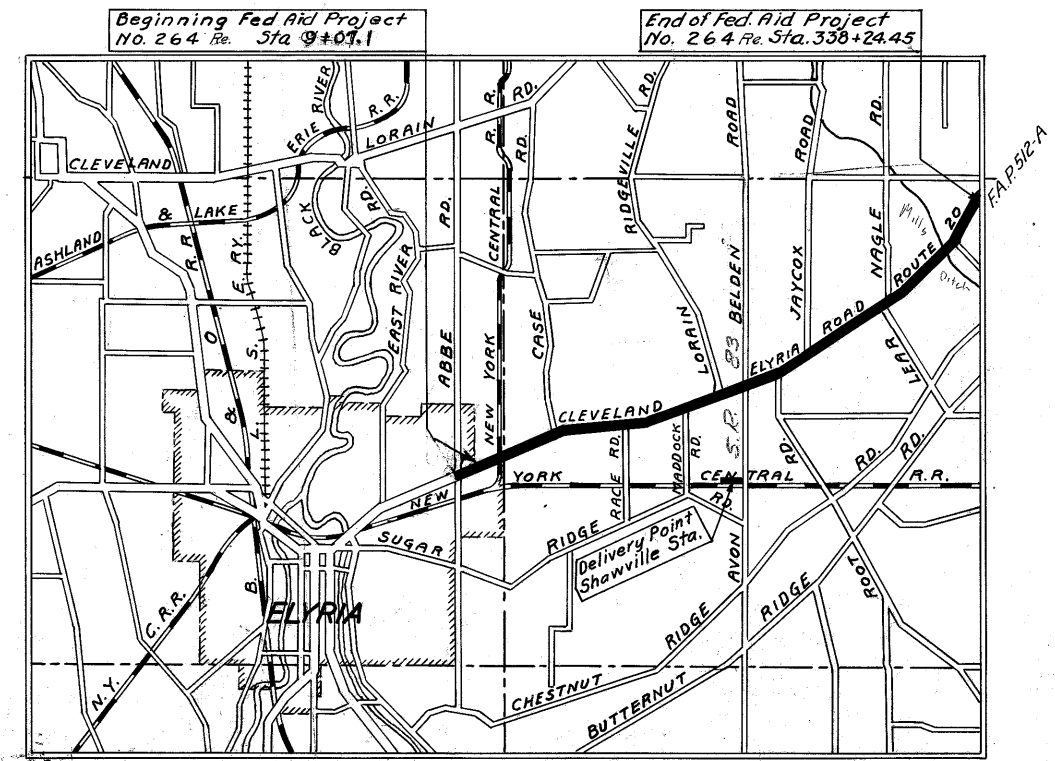 Beginning Fed Aid Project
No. 264 Re. Sta 9+07.1
End of Fed. Aid Project
No. 264 Re. Sta. 338+24.45
F.A.P. 512-A
CLEVELAND
LORAIN
RD.
ERIE RIVER
R. R.
ASHLAND
& LAKE
BLACK
RD.
EAST RIVER
ABBE
RD.
NEW YORK
CENTRAL
R. R.
CASE
RD.
RIDGEVILLE
RD.
LORAIN
S.R. 83
BELDEN
ROAD
JAYCOX
ROAD
NAGLE
RD.
Mills
Ditch
CLEVELAND
ELYRIA
ROAD
ROUTE 20
LEAR
RD.
B. & O. R. R.
L. S. E. RY.
NEW
YORK
CENTRAL
R. R.
RACE RD.
MADDOCK
RD.
RD.
RD.
SUGAR
RIDGE
RD.
Delivery Point
Shawville Sta.
AVON
ROOT
ELYRIA
N.Y. C. R.R.
CHESTNUT
RIDGE
BUTTERNUT
RIDGE